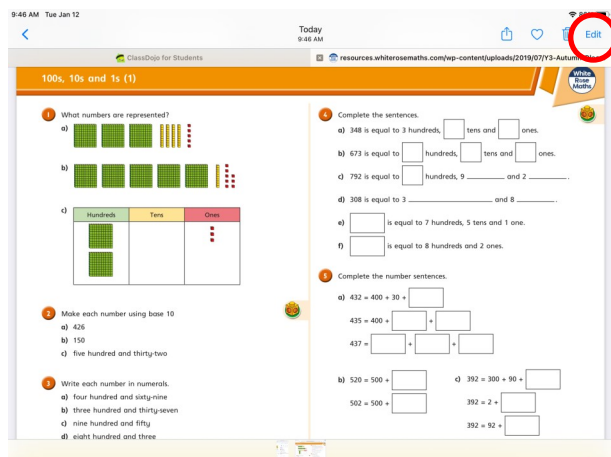 9:46 AM Tue Jan 12
Today
9:46 AM
Edit
ClassDojo for Students
resources.whiterosemaths.com/wp-content/uploads/2019/07/Y3-Autumn
100s, 10s and 1s (1)
White
Rose
Maths
1 What numbers are represented?
a)
b)
c)
Hundreds Tens Ones
2 Make each number using base 10
a) 426
b) 150
c) five hundred and thirty-two
3 Write each number in numerals.
a) four hundred and sixty-nine
b) three hundred and thirty-seven
c) nine hundred and fifty
d) eight hundred and three
4 Complete the sentences.
a) 348 is equal to 3 hundreds, tens and ones.
b) 673 is equal to hundreds, tens and ones.
c) 792 is equal to hundreds, 9 ________ and 2 ________.
d) 308 is equal to 3 ________ and 8 ________.
e) is equal to 7 hundreds, 5 tens and 1 one.
f) is equal to 8 hundreds and 2 ones.
5 Complete the number sentences.
a) 432 = 400 + 30 +
435 = 400 + +
437 = + +
b) 520 = 500 +
502 = 500 +
c) 392 = 300 + 90 +
392 = 2 +
392 = 92 +